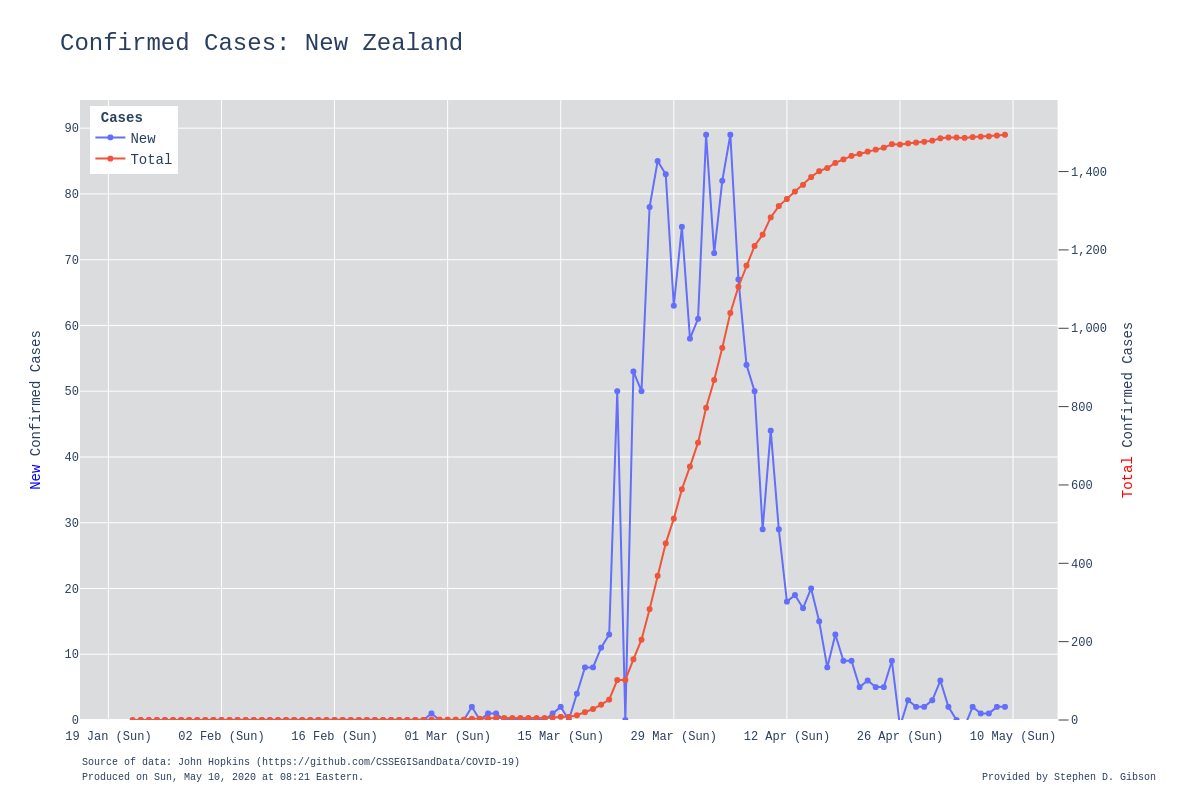 Confirmed Cases: New Zealand
Cases
New
Total
90
80
70
60
50
40
30
20
10
0
New Confirmed Cases
1,400
1,200
1,000
800
600
400
200
0
Total Confirmed Cases
19 Jan (Sun) 02 Feb (Sun) 16 Feb (Sun) 01 Mar (Sun) 15 Mar (Sun) 29 Mar (Sun) 12 Apr (Sun) 26 Apr (Sun) 10 May (Sun)
Source of data: John Hopkins (https://github.com/CSSEGISandData/COVID-19)
Produced on Sun, May 10, 2020 at 08:21 Eastern.
Provided by Stephen D. Gibson